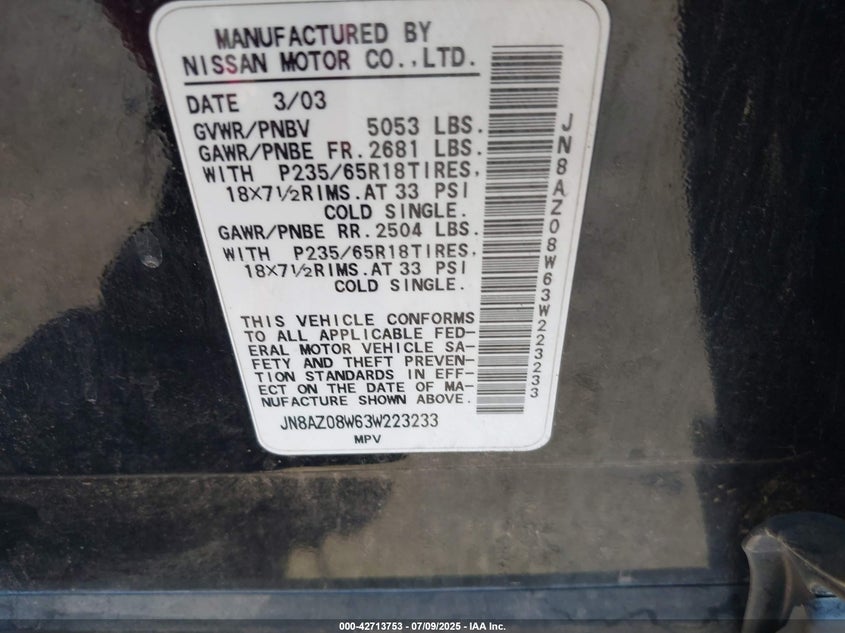 MANUFACTURED BY
NISSAN MOTOR CO.,LTD.
DATE 3/03
GVWR/PNBV 5053 LBS.
GAWR/PNBE FR.2681 LBS.
WITH P235/65R18TIRES,
18X7 1/2RIMS.AT 33 PSI
COLD SINGLE.
GAWR/PNBE RR.2504 LBS.
WITH P235/65R18TIRES,
18X7 1/2RIMS.AT 33 PSI
COLD SINGLE.
THIS VEHICLE CONFORMS
TO ALL APPLICABLE FED-
ERAL MOTOR VEHICLE SA-
FETY AND THEFT PREVEN-
TION STANDARDS IN EFF-
ECT ON THE DATE OF MA-
NUFACTURE SHOWN ABOVE.
JN8AZ08W63W223233
MPV
JN8AZ08W63W223233
000-42713753 - 07/09/2025 - IAA Inc.